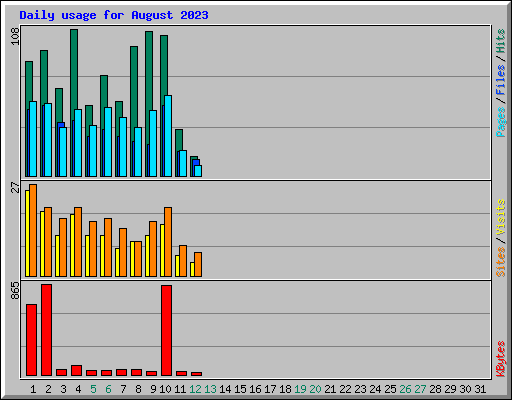 Daily usage for August 2023
108
27
865
Pages / Files / Hits
Sites / Visits
KBytes
1 2 3 4 5 6 7 8 9 10 11 12 13 14 15 16 17 18 19 20 21 22 23 24 25 26 27 28 29 30 31